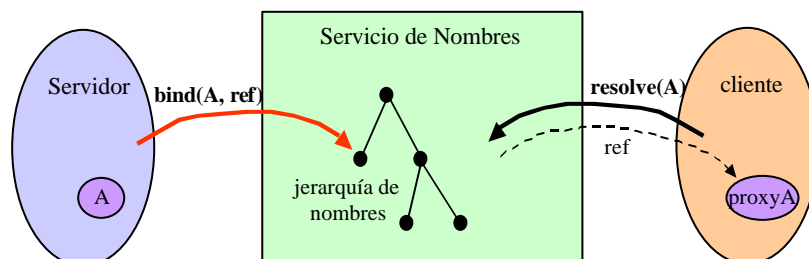 Servicio de Nombres
Servidor
bind(A, ref)
resolve(A)
cliente
ref
A
jerarquía de
nombres
proxyA